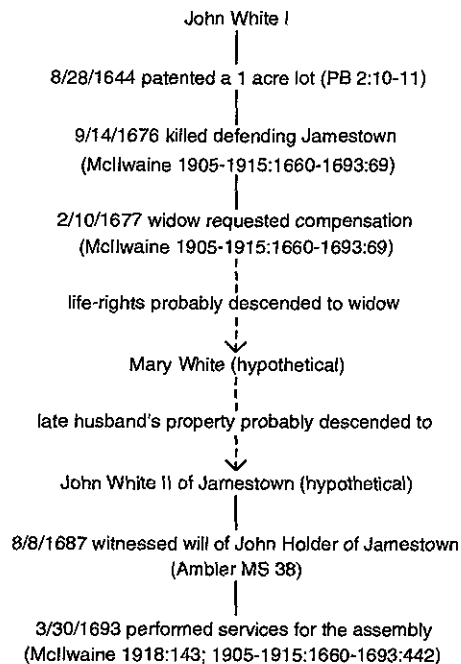 John White I
8/28/1644 patented a 1 acre lot (PB 2:10-11)
9/14/1676 killed defending Jamestown
(McIlwaine 1905-1915:1660-1693:69)
2/10/1677 widow requested compensation
(McIlwaine 1905-1915:1660-1693:69)
life-rights probably descended to widow
Mary White (hypothetical)
late husband's property probably descended to
John White II of Jamestown (hypothetical)
8/8/1687 witnessed will of John Holder of Jamestown
(Ambler MS 38)
3/30/1693 performed services for the assembly
(McIlwaine 1918:143; 1905-1915:1660-1693:442)